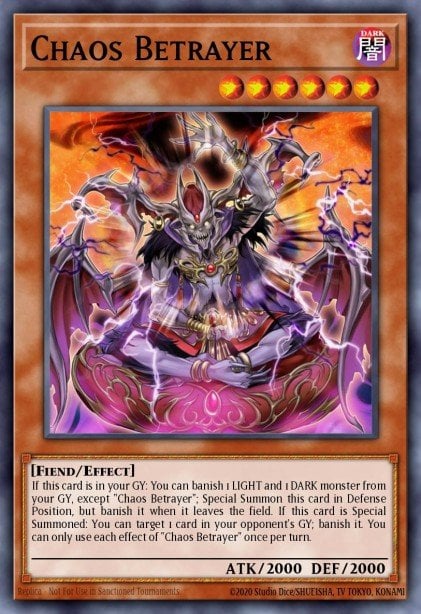 CHAOS BETRAYER
DARK
闇
[FIEND/EFFECT]
If this card is in your GY: You can banish 1 LIGHT and 1 DARK monster from
your GY, except "Chaos Betrayer"; Special Summon this card in Defense
Position, but banish it when it leaves the field. If this card is Special
Summoned: You can target 1 card in your opponent's GY; banish it. You
can only use each effect of "Chaos Betrayer" once per turn.
ATK/2000 DEF/2000
Replica - Not For Use in Sanctioned Tournaments
©2020 Studio Dice/SHUEISHA, TV TOKYO, KONAMI